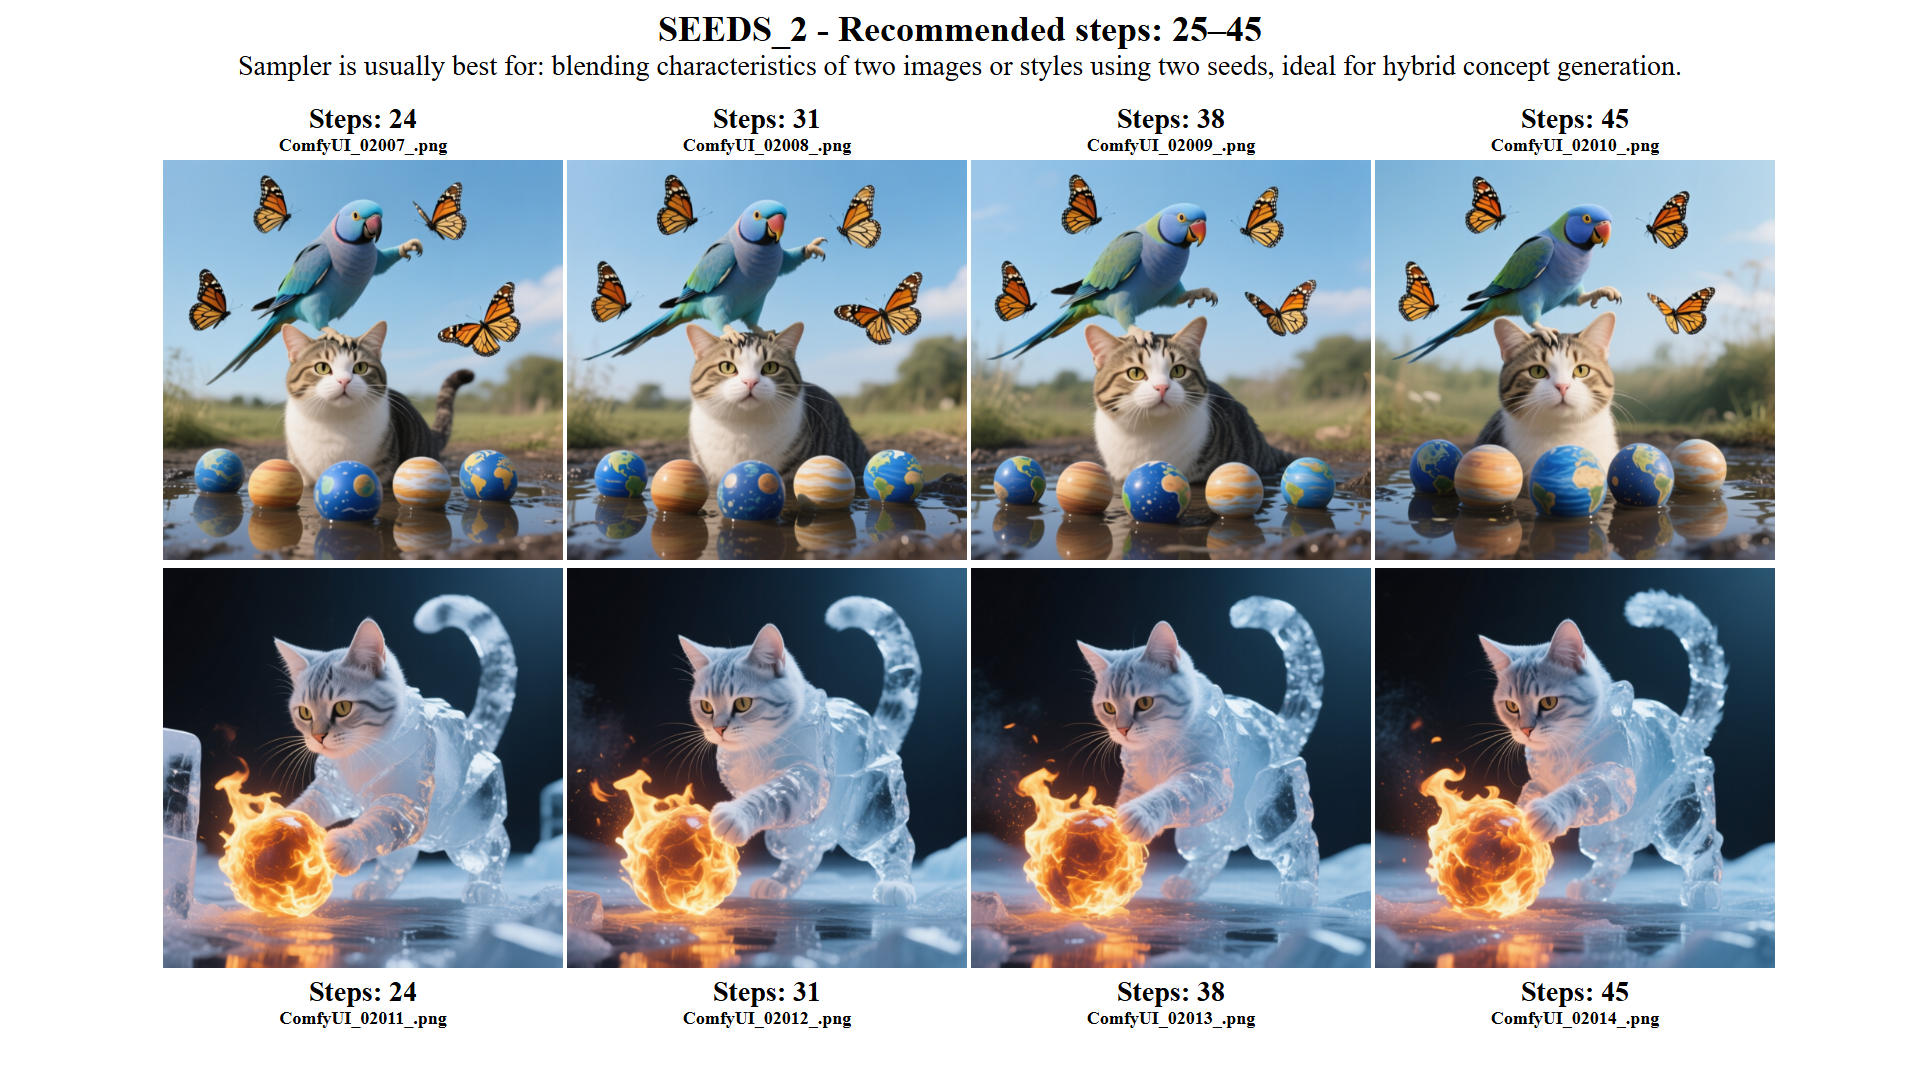 SEEDS_2 - Recommended steps: 25–45
Sampler is usually best for: blending characteristics of two images or styles using two seeds, ideal for hybrid concept generation.
Steps: 24
ComfyUI_02007_.png
Steps: 31
ComfyUI_02008_.png
Steps: 38
ComfyUI_02009_.png
Steps: 45
ComfyUI_02010_.png
Steps: 24
ComfyUI_02011_.png
Steps: 31
ComfyUI_02012_.png
Steps: 38
ComfyUI_02013_.png
Steps: 45
ComfyUI_02014_.png